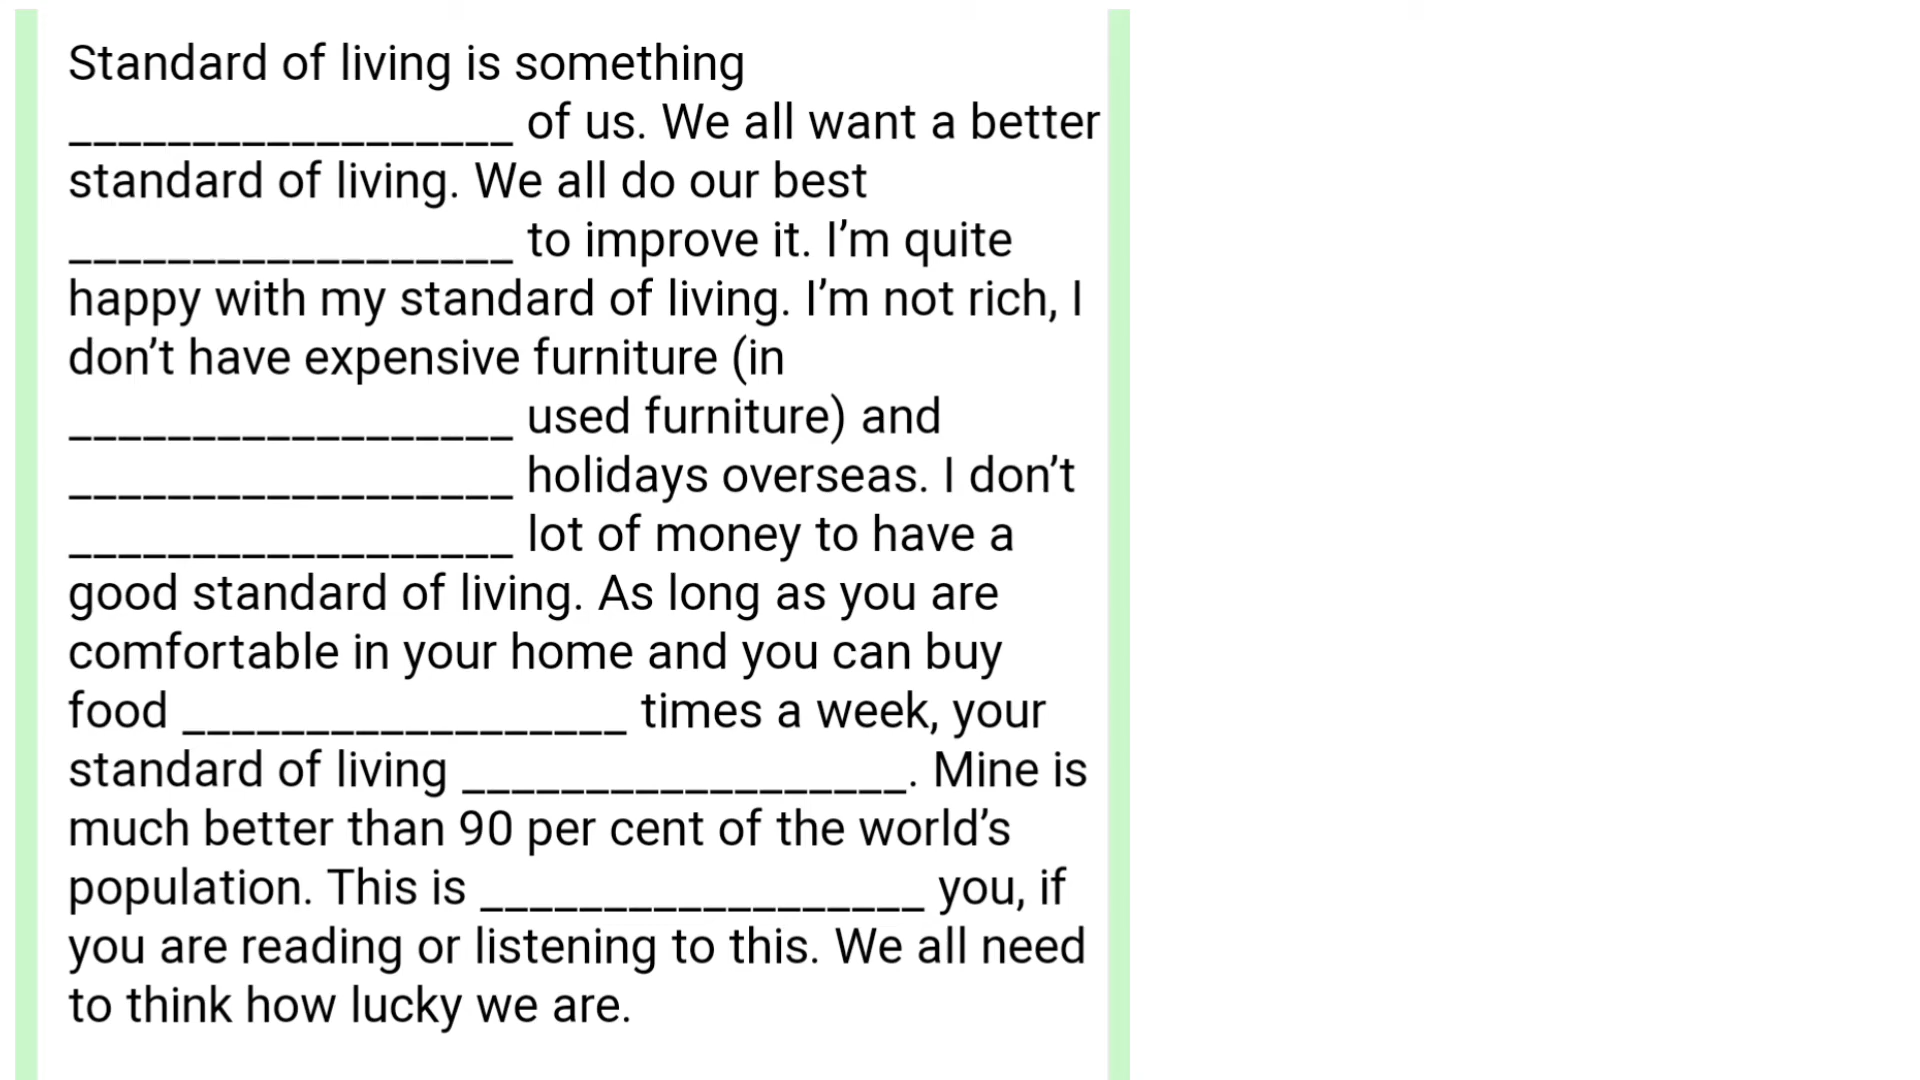 Standard of living is something
__________________ of us. We all want a better
standard of living. We all do our best
__________________ to improve it. I’m quite
happy with my standard of living. I’m not rich, I
don’t have expensive furniture (in
__________________ used furniture) and
__________________ holidays overseas. I don’t
__________________ lot of money to have a
good standard of living. As long as you are
comfortable in your home and you can buy
food __________________ times a week, your
standard of living __________________. Mine is
much better than 90 per cent of the world’s
population. This is __________________ you, if
you are reading or listening to this. We all need
to think how lucky we are.